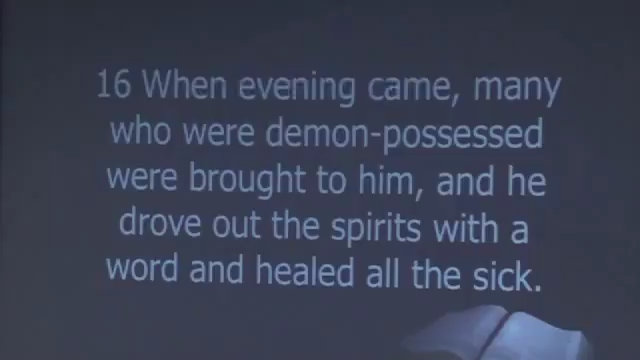 16 When evening came, many
who were demon-possessed
were brought to him, and he
drove out the spirits with a
word and healed all the sick.